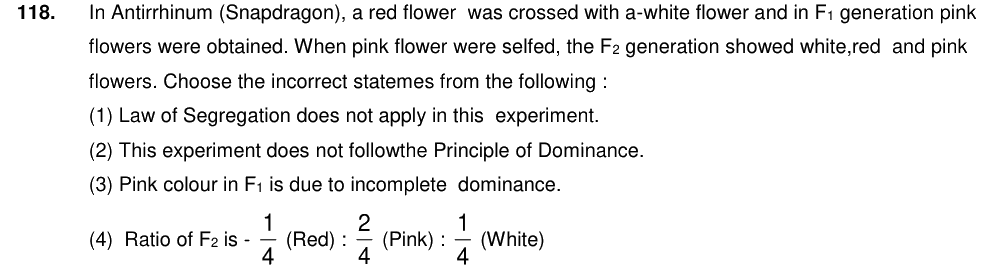 118. In Antirrhinum (Snapdragon), a red flower was crossed with a-white flower and in F₁ generation pink
flowers were obtained. When pink flower were selfed, the F₂ generation showed white,red and pink
flowers. Choose the incorrect statemes from the following :
(1) Law of Segregation does not apply in this experiment.
(2) This experiment does not followthe Principle of Dominance.
(3) Pink colour in F₁ is due to incomplete dominance.
(4) Ratio of F₂ is - 1/4 (Red) : 2/4 (Pink) : 1/4 (White)